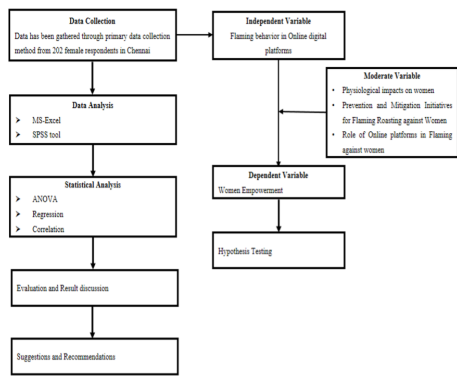 Data Collection
Data has been gathered through primary data collection
method from 202 female respondents in Chennai
Independent Variable
Flaming behavior in Online digital
platforms
Moderate Variable
• Physiological impacts on women
• Prevention and Mitigation Initiatives
for Flaming Roasting against Women
• Role of Online platforms in Flaming
against women
Data Analysis
➢ MS-Excel
➢ SPSS tool
Dependent Variable
Women Empowerment
Statistical Analysis
➢ ANOVA
➢ Regression
➢ Correlation
Hypothesis Testing
Evaluation and Result discussion
Suggestions and Recommendations